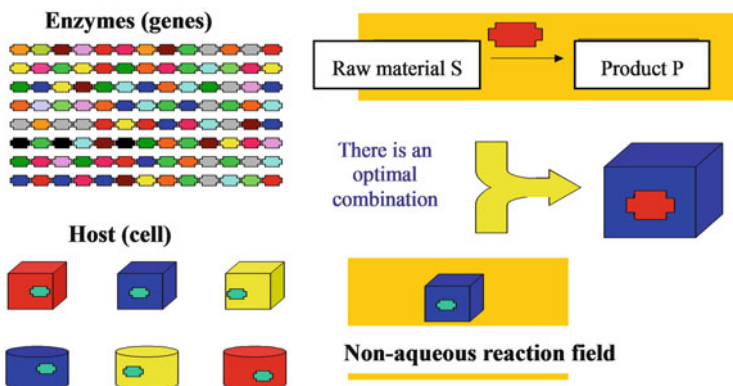 Enzymes (genes)
Raw material S
Product P
There is an
optimal
combination
Host (cell)
Non-aqueous reaction field